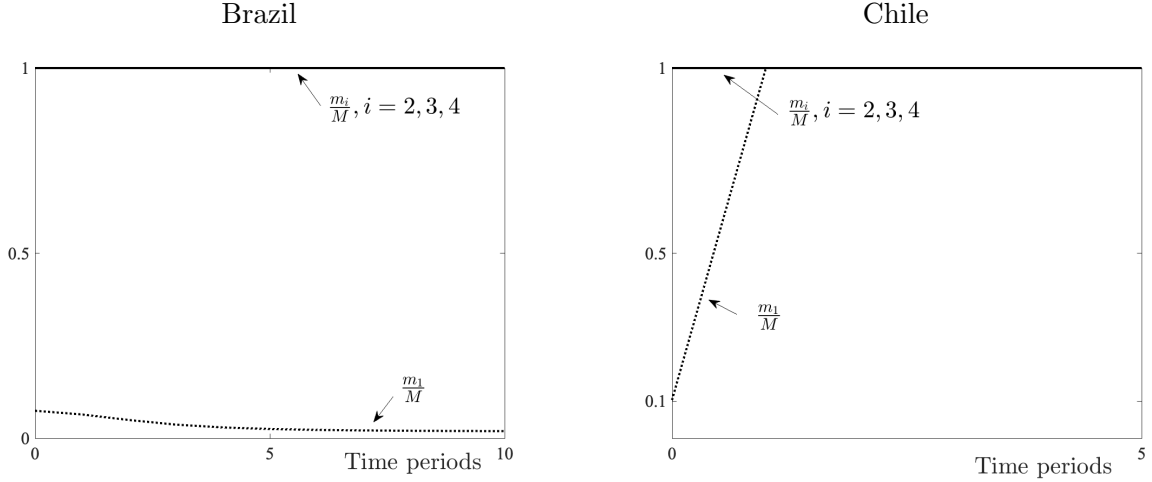 Brazil
1
m_i/M, i = 2, 3, 4
0.5
m_1/M
0
0
5
10
Time periods
Chile
1
m_i/M, i = 2, 3, 4
0.5
m_1/M
0.1
0
5
Time periods